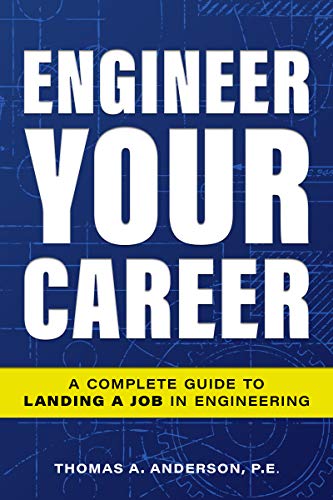 ENGINEER
YOUR
CAREER
A COMPLETE GUIDE TO
LANDING A JOB IN ENGINEERING
THOMAS A. ANDERSON, P.E.